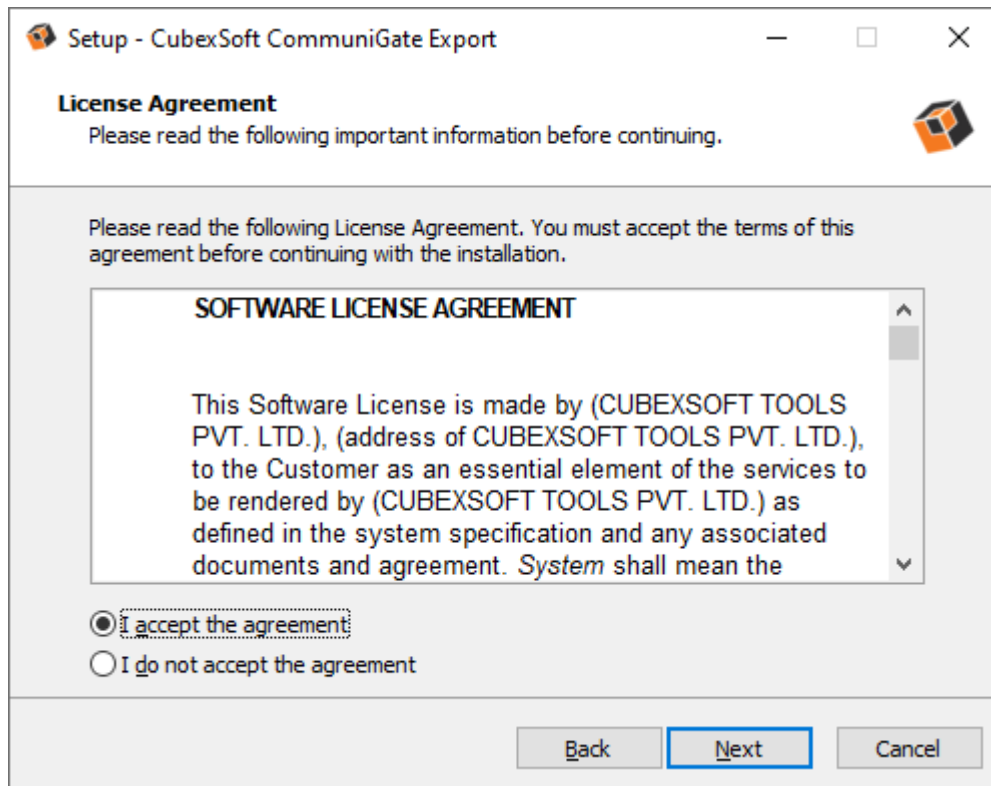 Setup - CubexSoft CommuniGate Export
License Agreement
Please read the following important information before continuing.
Please read the following License Agreement. You must accept the terms of this
agreement before continuing with the installation.
SOFTWARE LICENSE AGREEMENT
This Software License is made by (CUBEXSOFT TOOLS
PVT. LTD.), (address of CUBEXSOFT TOOLS PVT. LTD.),
to the Customer as an essential element of the services to
be rendered by (CUBEXSOFT TOOLS PVT. LTD.) as
defined in the system specification and any associated
documents and agreement. System shall mean the
I accept the agreement
I do not accept the agreement
Back
Next
Cancel